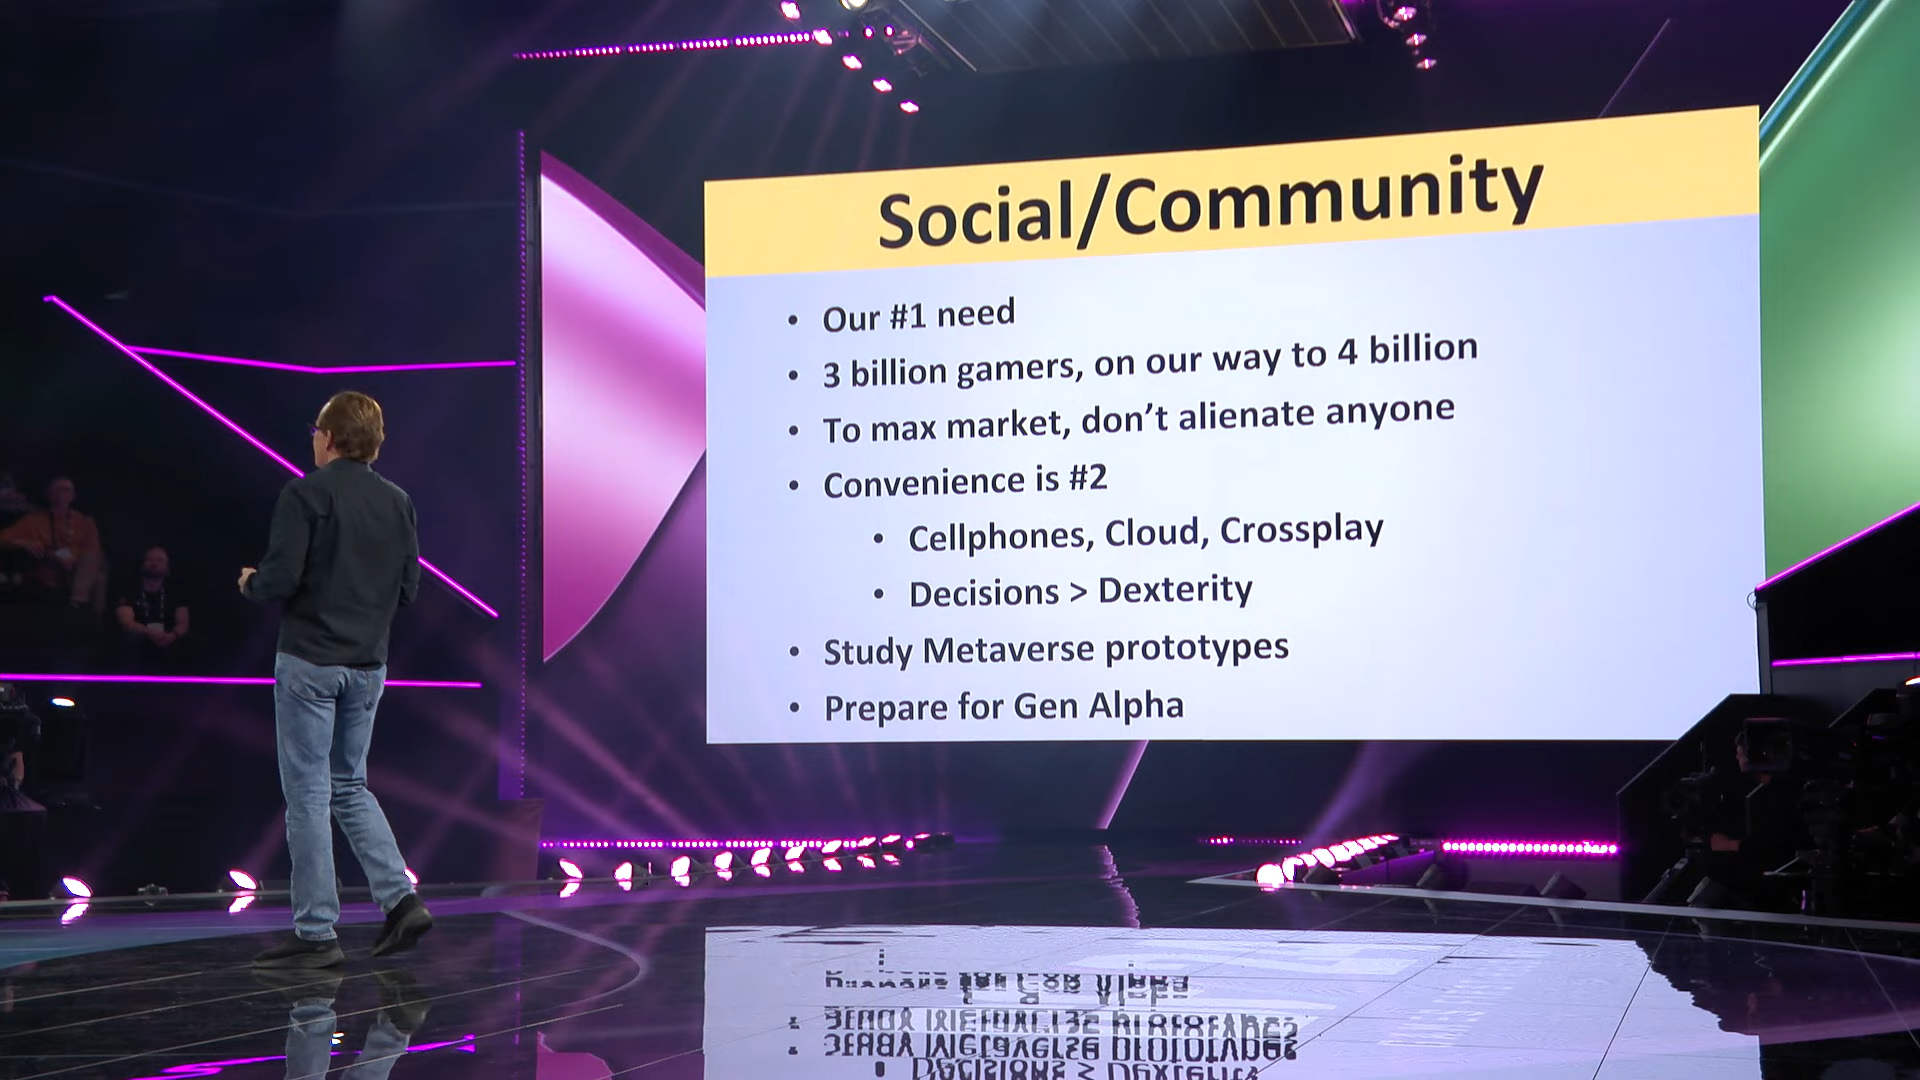 Social/Community
• Our #1 need
• 3 billion gamers, on our way to 4 billion
• To max market, don’t alienate anyone
• Convenience is #2
• Cellphones, Cloud, Crossplay
• Decisions > Dexterity
• Study Metaverse prototypes
• Prepare for Gen Alpha